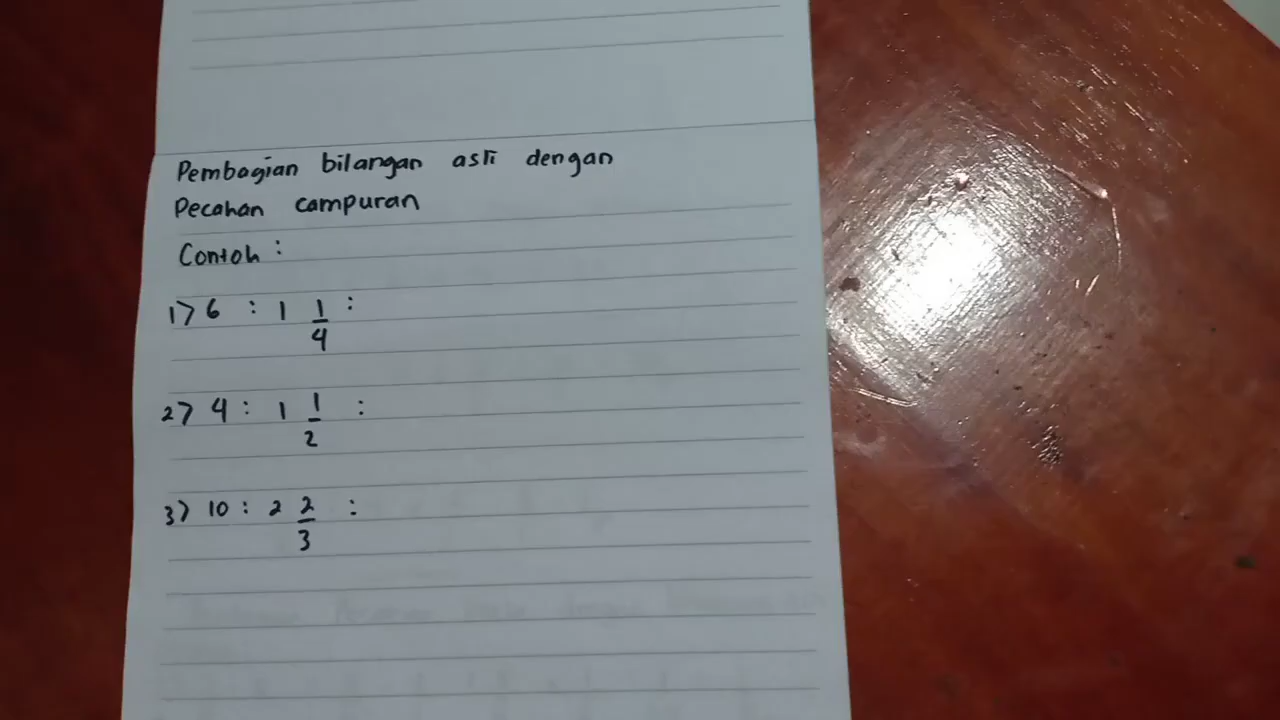 Pembagian bilangan asli dengan
Pecahan campuran
Contoh :
1) 6 : 1 1/4 :
2) 4 : 1 1/2 :
3) 10 : 2 2/3 :